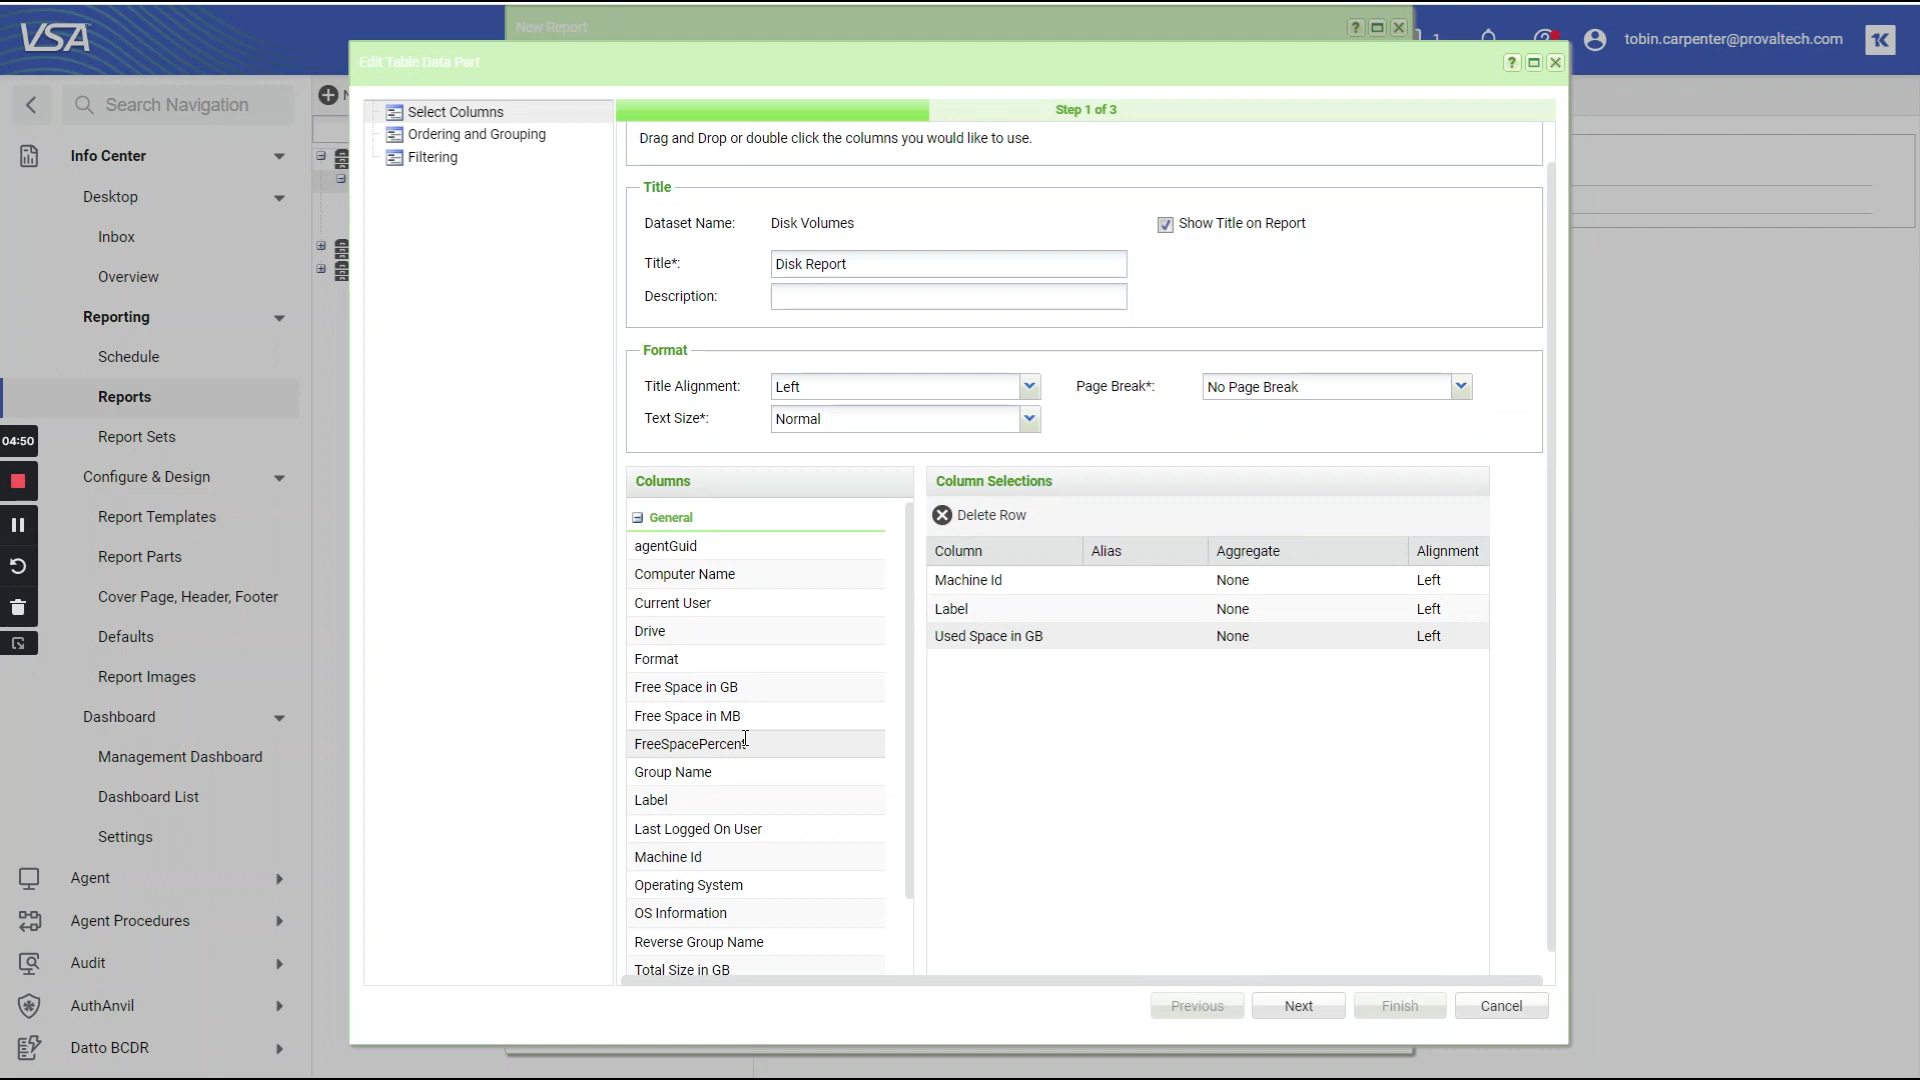 VSA
New Report
tobin.carpenter@provaltech.com
Edit Table Data Part
Search Navigation
Select Columns
Ordering and Grouping
Filtering
Step 1 of 3
Drag and Drop or double click the columns you would like to use.
Info Center
Desktop
Inbox
Overview
Reporting
Schedule
Reports
Report Sets
Configure & Design
Report Templates
Report Parts
Cover Page, Header, Footer
Defaults
Report Images
Dashboard
Management Dashboard
Dashboard List
Settings
Agent
Agent Procedures
Audit
AuthAnvil
Datto BCDR
04:50
Title
Dataset Name: Disk Volumes
Show Title on Report
Title*: Disk Report
Description:
Format
Title Alignment: Left
Page Break*: No Page Break
Text Size*: Normal
Columns
General
agentGuid
Computer Name
Current User
Drive
Format
Free Space in GB
Free Space in MB
FreeSpacePercent
Group Name
Label
Last Logged On User
Machine Id
Operating System
OS Information
Reverse Group Name
Total Size in GB
Column Selections
Delete Row
Column Alias Aggregate Alignment
Machine Id None Left
Label None Left
Used Space in GB None Left
Previous Next Finish Cancel